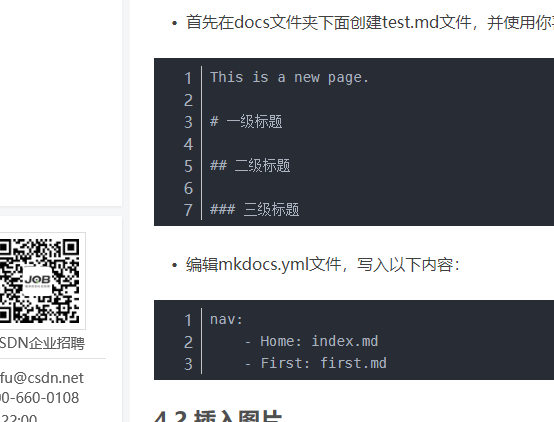 首先在docs文件夹下面创建test.md文件，并使用你
1 This is a new page.
2
3 # 一级标题
4
5 ## 二级标题
6
7 ### 三级标题
编辑mkdocs.yml文件，写入以下内容：
1 nav:
2     - Home: index.md
3     - First: first.md
4.2 插入图片
JOB
SDN企业招聘
fu@csdn.net
00-660-0108
22:00